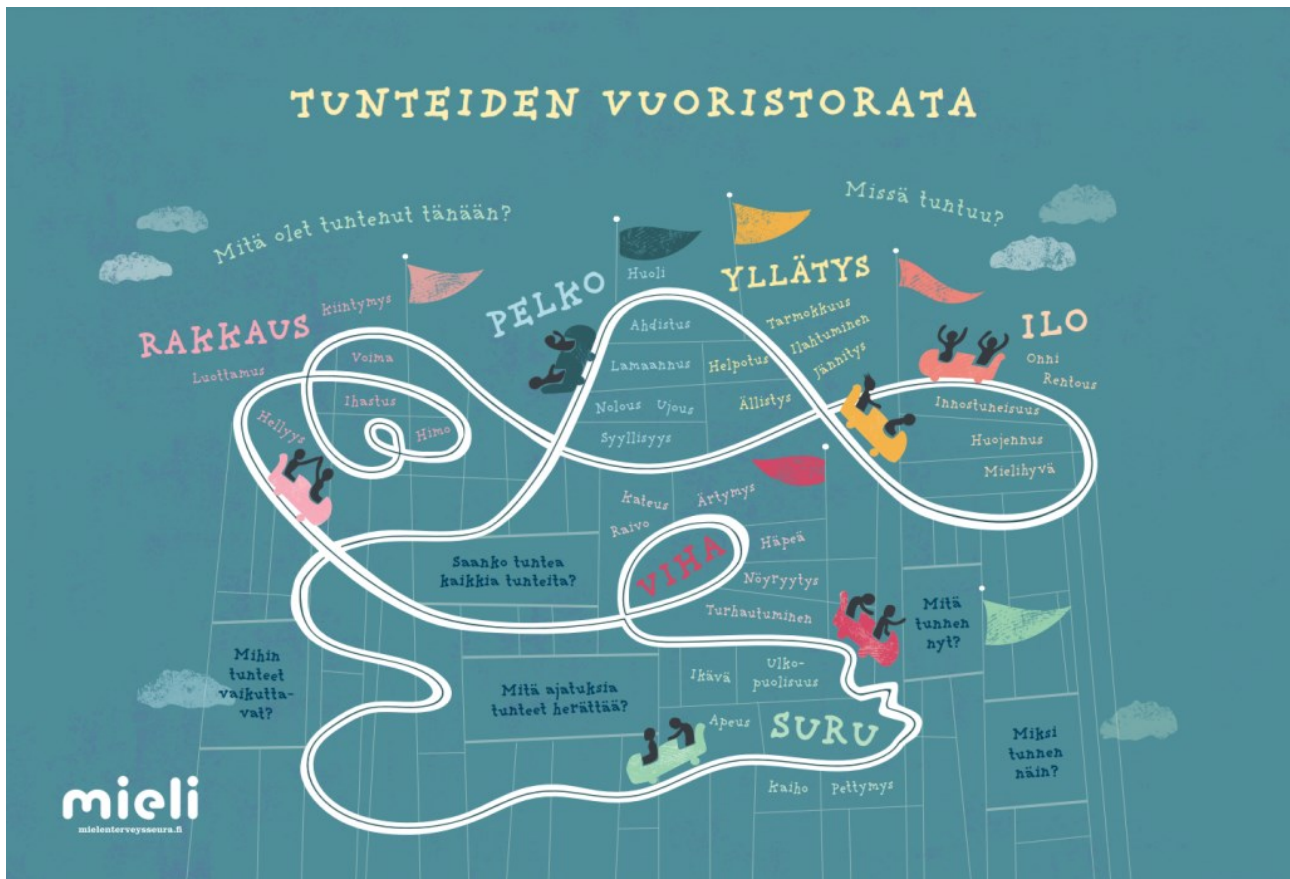 TUNTEIDEN VUORISTORATA
Mitä olet tuntenut tänään?
Missä tuntuu?
RAKKAUS
Kiintymys
Luottamus
Voima
Ihastus
Hellyys
Himo
PELKO
Huoli
Ahdistus
Lamaannus
Nolous
Ujous
Syyllisyys
YLLÄTYS
Tarmokkuus
Ilahtuminen
Jännitys
Helpotus
Ällistys
ILO
Onni
Rentous
Innostuneisuus
Huojennus
Mielihyvä
VIHA
Kateus
Ärtymys
Raivo
Häpeä
Nöyryytys
Turhautuminen
Saanko tuntea
kaikkia tunteita?
Mitä
tunnen
nyt?
Mihin
tunteet
vaikutta-
vat?
Mitä ajatuksia
tunteet herättää?
Ikävä
Ulko-
puolisuus
Apeus
SURU
Kaiho
Pettymys
Miksi
tunnen
näin?
mieli
mielenterveysseura.fi